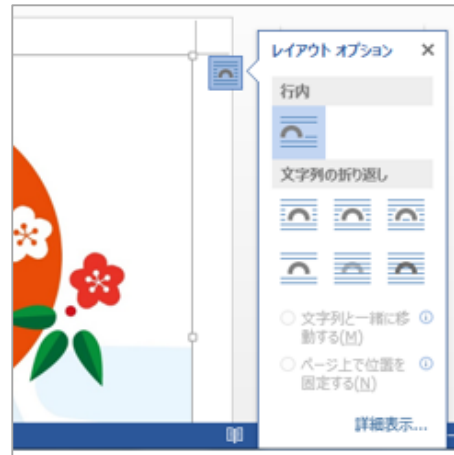 レイアウト オプション
行内
文字列の折り返し
文字列と一緒に移
動する(M)
ページ上で位置を
固定する(N)
詳細表示...